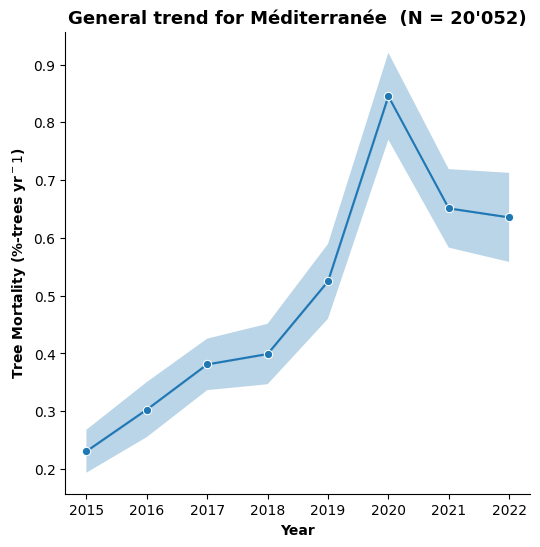 General trend for Méditerranée  (N = 20'052)
Tree Mortality (%-trees yr⁻1)
0.9
0.8
0.7
0.6
0.5
0.4
0.3
0.2
2015 2016 2017 2018 2019 2020 2021 2022
Year